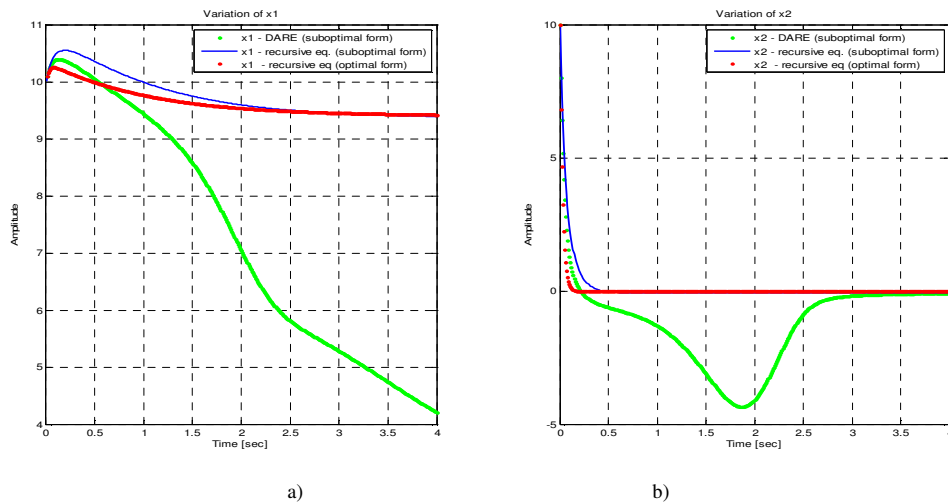 Variation of x1
x1 - DARE (suboptimal form)
x1 - recursive eq. (suboptimal form)
x1 - recursive eq (optimal form)
Amplitude
11
10
9
8
7
6
5
4
0
0.5
1
1.5
2
2.5
3
3.5
4
Time [sec]
a)
Variation of x2
x2 - DARE (suboptimal form)
x2 - recursive eq. (suboptimal form)
x2 - recursive eq (optimal form)
Amplitude
10
5
0
-5
0
0.5
1
1.5
2
2.5
3
3.5
Time [sec]
b)